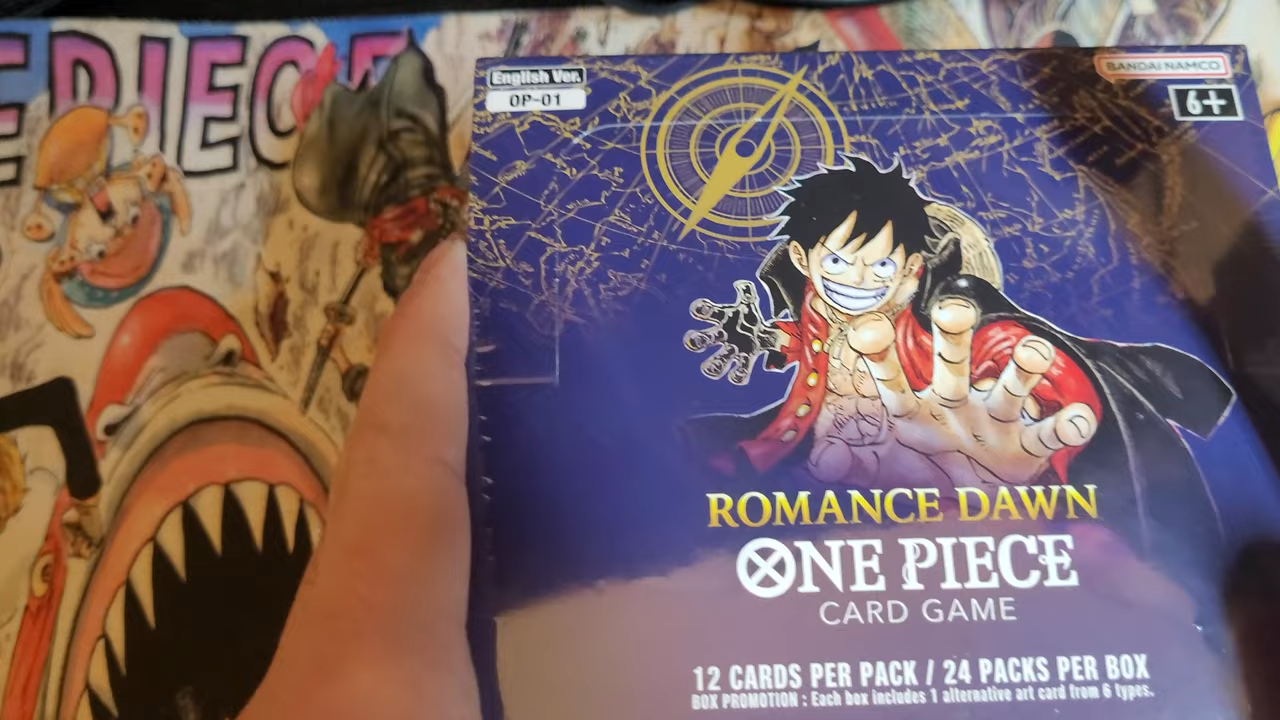 E PIECE
English Ver.
OP-01
BANDAI NAMCO
6+
ROMANCE DAWN
ONE PIECE
CARD GAME
12 CARDS PER PACK / 24 PACKS PER BOX
BOX PROMOTION : Each box includes 1 alternative art card from 6 types.